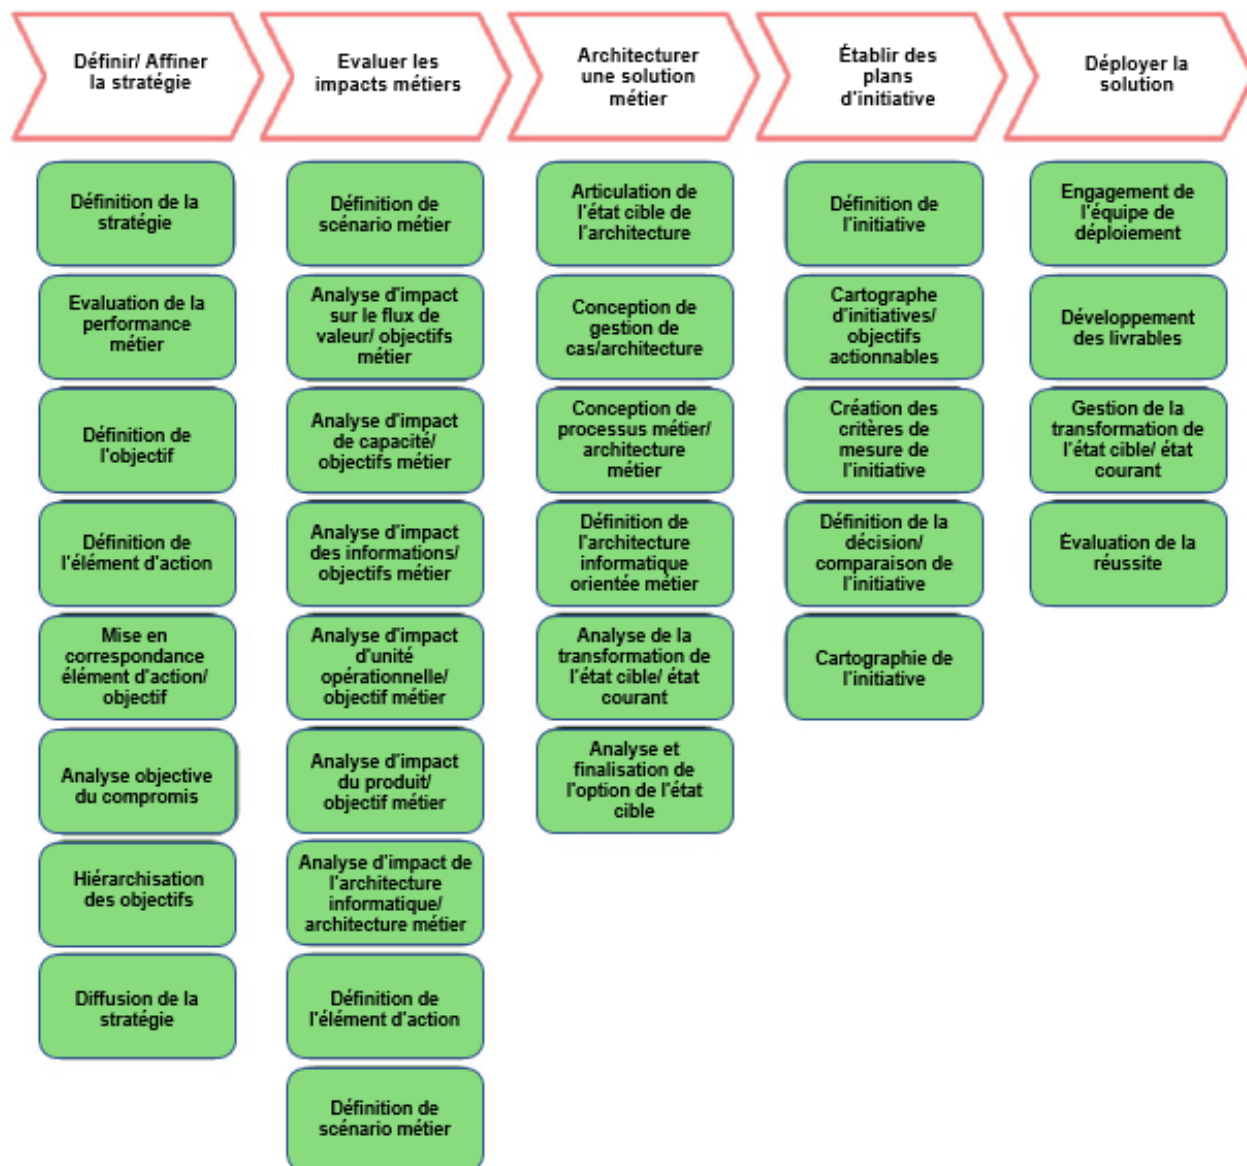 Définir/ Affiner
la stratégie
Evaluer les
impacts métiers
Architecturer
une solution
métier
Établir des
plans
d'initiative
Déployer la
solution
Définition de la
stratégie
Evaluation de la
performance
métier
Définition de
l'objectif
Définition de
l'élément d'action
Mise en
correspondance
élément d'action/
objectif
Analyse objective
du compromis
Hiérarchisation
des objectifs
Diffusion de la
stratégie
Définition de
scénario métier
Analyse d'impact
sur le flux de
valeur/ objectifs
métier
Analyse d'impact
de capacité/
objectifs métier
Analyse d'impact
des informations/
objectifs métier
Analyse d'impact
d'unité
opérationnelle/
objectif métier
Analyse d'impact
du produit/
objectif métier
Analyse d'impact de
l'architecture
informatique/
architecture métier
Définition de
l'élément d'action
Définition de
scénario métier
Articulation de
l'état cible de
l'architecture
Conception de
gestion de
cas/architecture
Conception de
processus métier/
architecture
métier
Définition de
l'architecture
informatique
orientée métier
Analyse de la
transformation de
l'état cible/ état
courant
Analyse et
finalisation de
l'option de l'état
cible
Définition de
l'initiative
Cartographe
d'initiatives/
objectifs
actionnables
Création des
critères de
mesure de
l'initiative
Définition de la
décision/
comparaison de
l'initiative
Cartographie de
l'initiative
Engagement de
l'équipe de
déploiement
Développement
des livrables
Gestion de la
transformation de
l'état cible/ état
courant
Évaluation de la
réussite